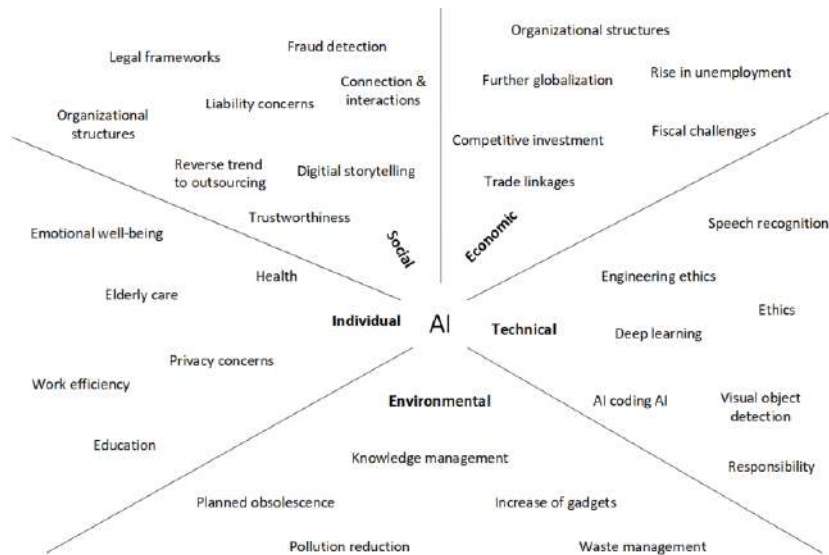 Organizational structures
Fraud detection
Legal frameworks
Connection &
interactions
Further globalization
Rise in unemployment
Liability concerns
Organizational
structures
Competitive investment
Fiscal challenges
Reverse trend
to outsourcing
Digitial storytelling
Trade linkages
Trustworthiness
Social
Economic
Speech recognition
Emotional well-being
Health
Engineering ethics
Elderly care
Ethics
Individual
AI
Technical
Deep learning
Privacy concerns
Work efficiency
Environmental
AI coding AI
Visual object
detection
Education
Knowledge management
Responsibility
Planned obsolescence
Increase of gadgets
Pollution reduction
Waste management